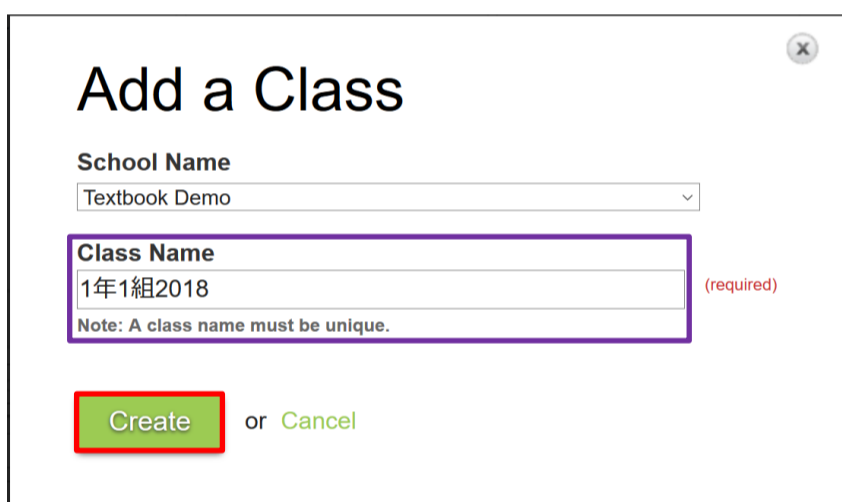 Add a Class
School Name
Textbook Demo
Class Name
1年1組2018
(required)
Note: A class name must be unique.
Create or Cancel